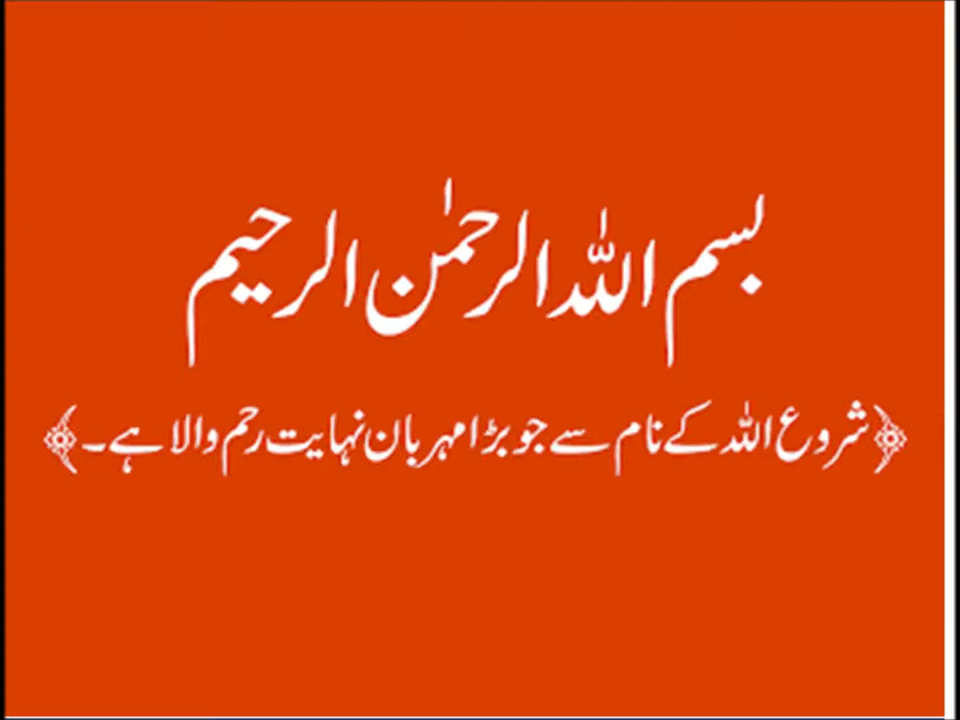 بسم اللہ الرحمٰن الرحیم
﴿شروع اللہ کے نام سے جو بڑا مہربان نہایت رحم والا ہے۔﴾